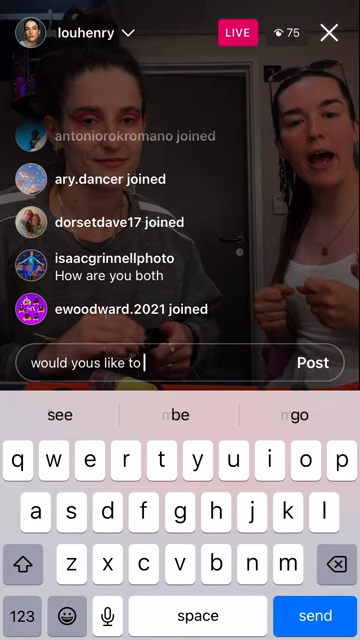 louhenry
LIVE
75
antoniorokromano joined
ary.dancer joined
dorsetdave17 joined
isaacgrinnellphoto
How are you both
ewoodward.2021 joined
would yous like to
Post
see
be
go
q w e r t y u i o p
a s d f g h j k l
z x c v b n m
123
space
send